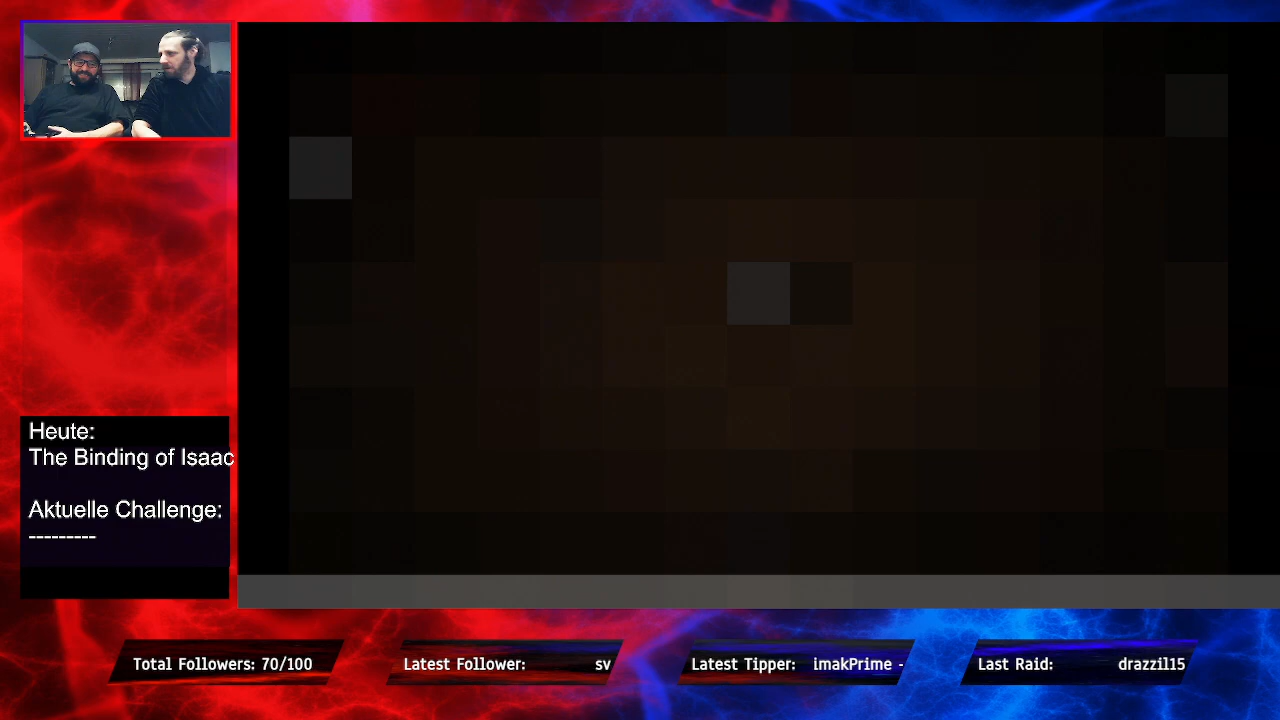 Heute:
The Binding of Isaac
Aktuelle Challenge:
---------
Total Followers: 70/100
Latest Follower: sv
Latest Tipper: imakPrime -
Last Raid: drazzil15